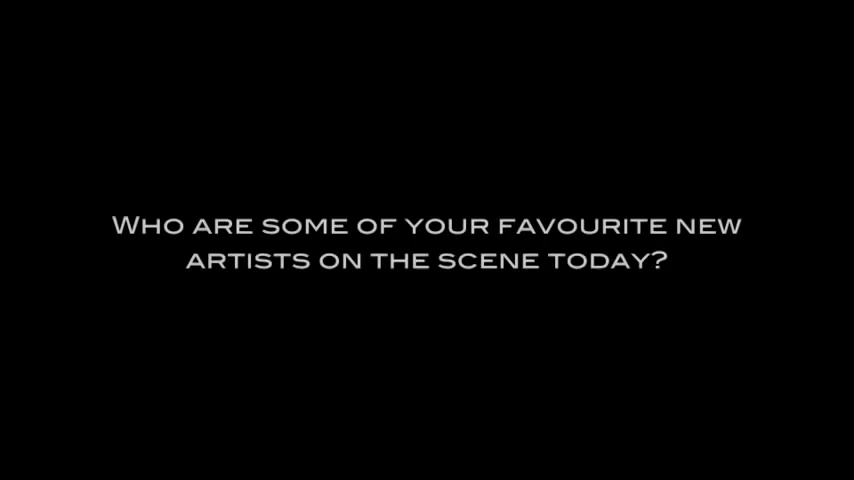 Who are some of your favourite new
artists on the scene today?